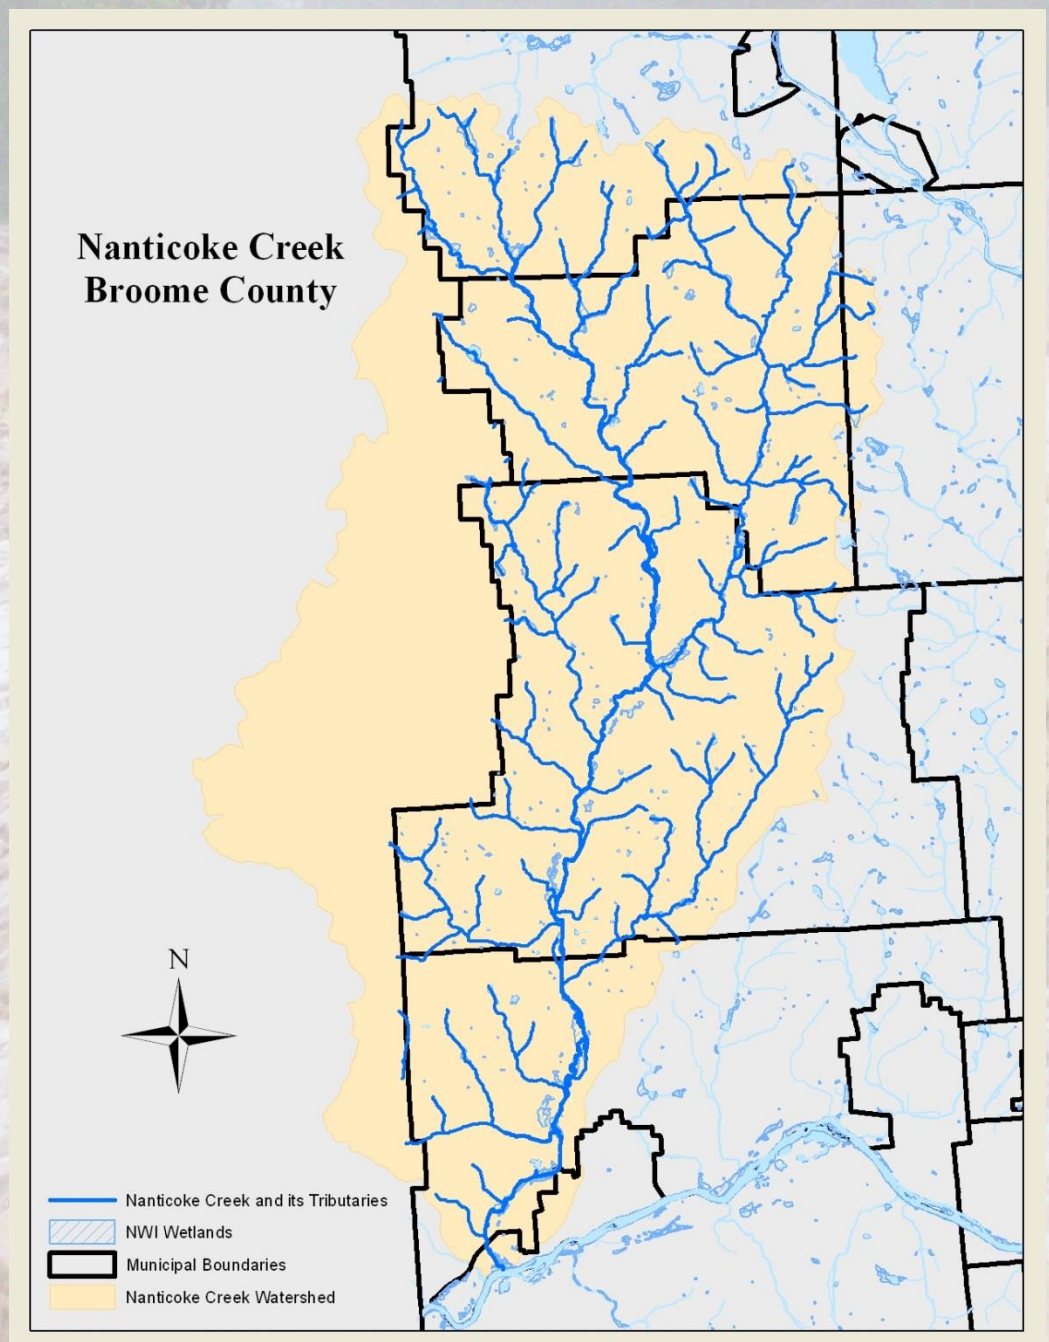 Nanticoke Creek
Broome County
N
Nanticoke Creek and its Tributaries
NWI Wetlands
Municipal Boundaries
Nanticoke Creek Watershed